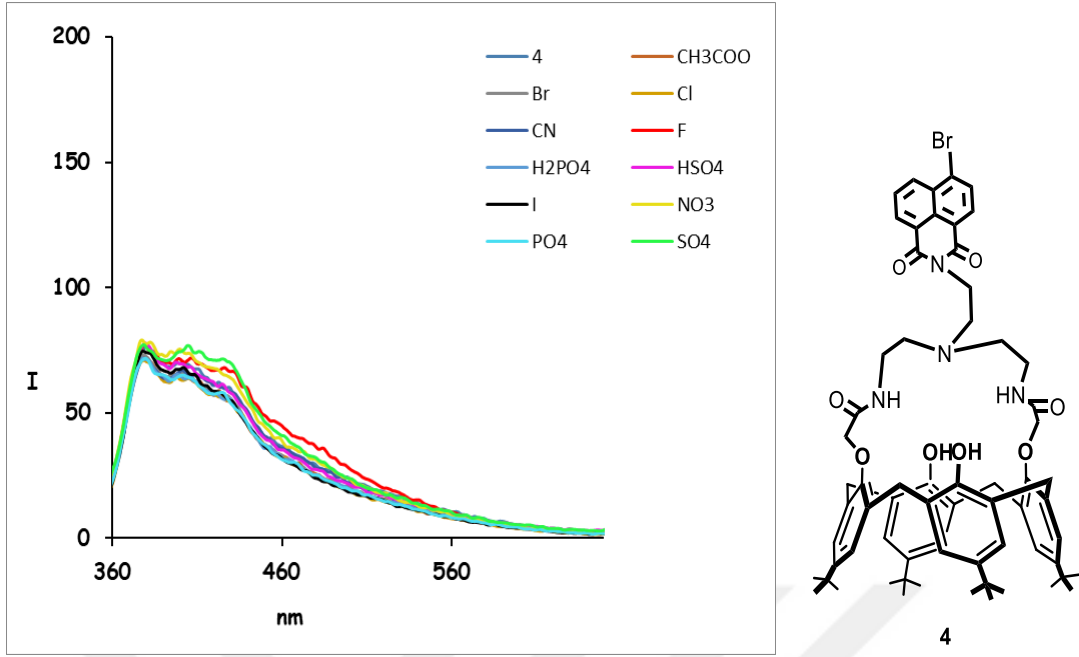 200
150
100
50
0
I
360 460 560
nm
4 CH3COO
Br Cl
CN F
H2PO4 HSO4
I NO3
PO4 SO4
Br
O N O
N
NH HN
O O
O OH OH O
4